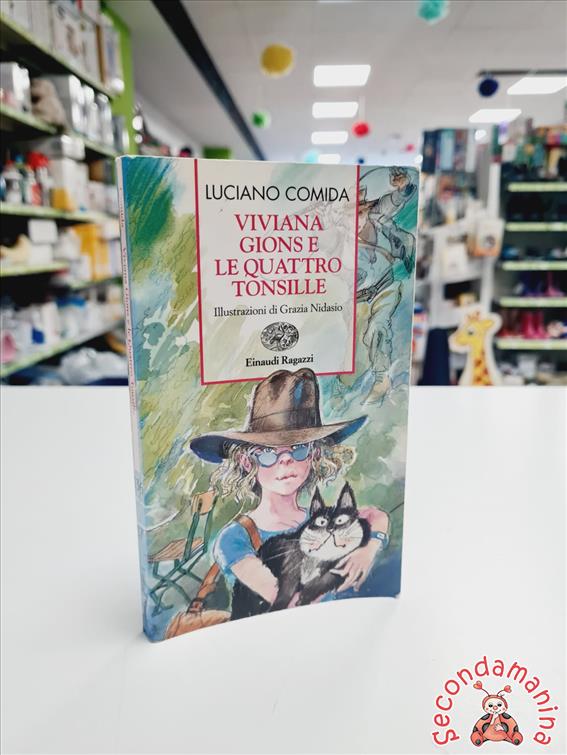 LUCIANO COMIDA
VIVIANA
GIONS E
LE QUATTRO
TONSILLE
Illustrazioni di Grazia Nidasio
Einaudi Ragazzi
Secondamanina